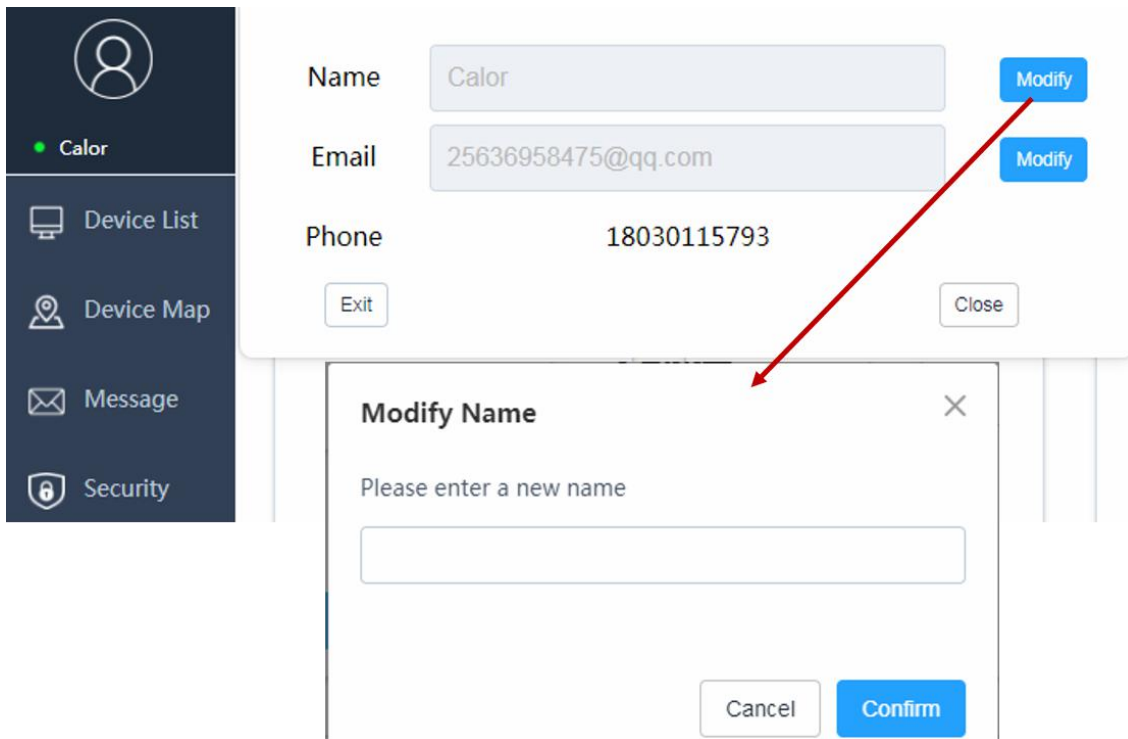 Calor
Device List
Device Map
Message
Security
Name Calor Modify
Email 25636958475@qq.com Modify
Phone 18030115793
Exit Close
Modify Name
Please enter a new name
Cancel Confirm